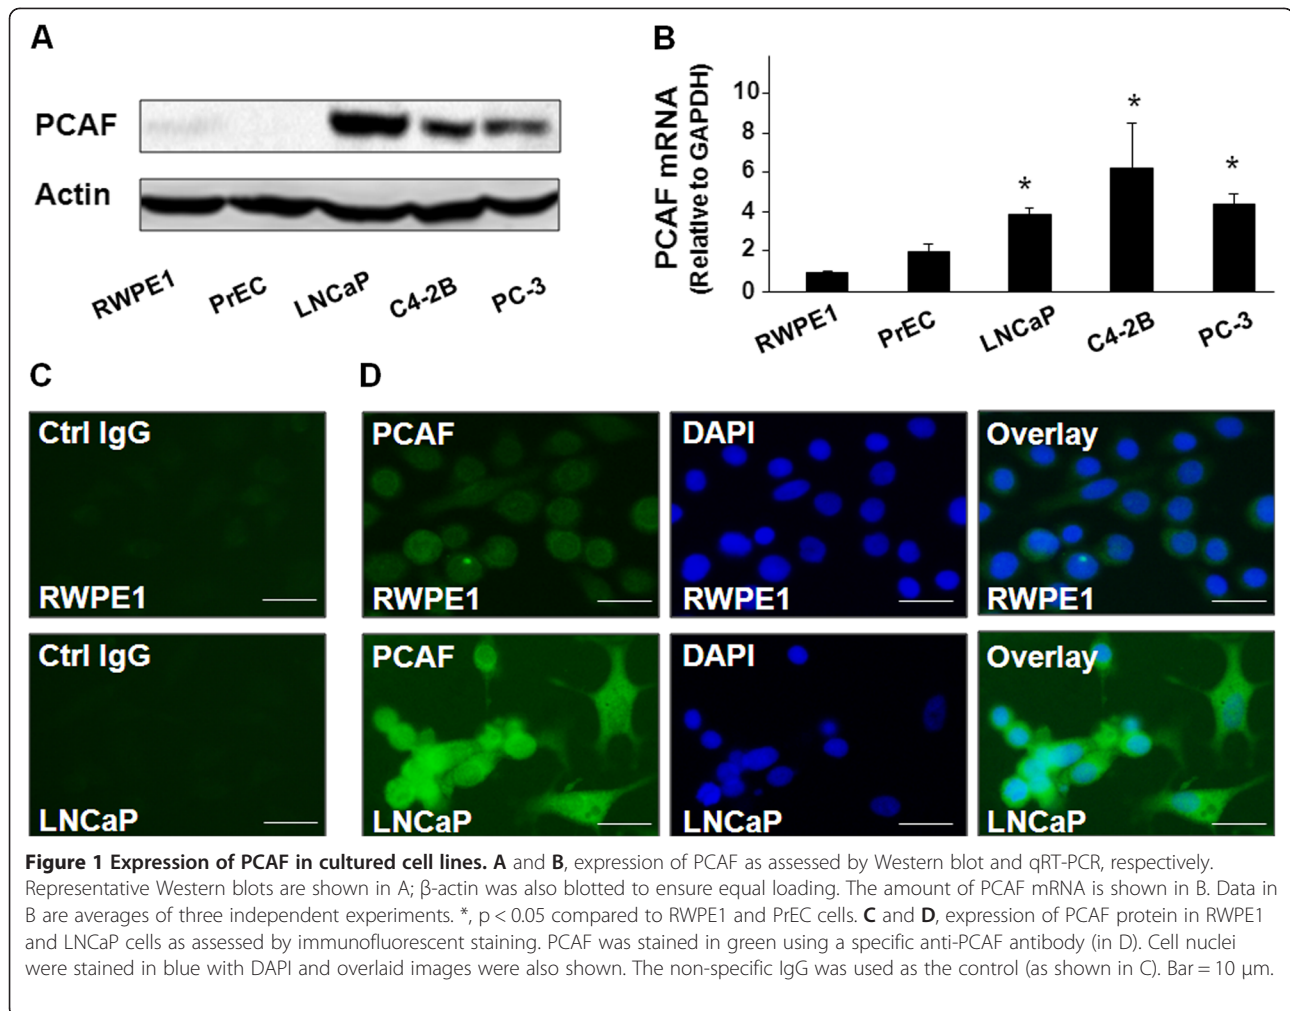 A
PCAF
Actin
RWPE1 PrEC LNCaP C4-2B PC-3
B
PCAF mRNA
(Relative to GAPDH)
10
8
6
4
2
0
* * *
RWPE1 PrEC LNCaP C4-2B PC-3
C
Ctrl IgG
RWPE1
Ctrl IgG
LNCaP
D
PCAF DAPI Overlay
RWPE1 RWPE1 RWPE1
PCAF DAPI Overlay
LNCaP LNCaP LNCaP
Figure 1 Expression of PCAF in cultured cell lines. A and B, expression of PCAF as assessed by Western blot and qRT-PCR, respectively.
Representative Western blots are shown in A; β-actin was also blotted to ensure equal loading. The amount of PCAF mRNA is shown in B. Data in
B are averages of three independent experiments. *, p < 0.05 compared to RWPE1 and PrEC cells. C and D, expression of PCAF protein in RWPE1
and LNCaP cells as assessed by immunofluorescent staining. PCAF was stained in green using a specific anti-PCAF antibody (in D). Cell nuclei
were stained in blue with DAPI and overlaid images were also shown. The non-specific IgG was used as the control (as shown in C). Bar = 10 μm.